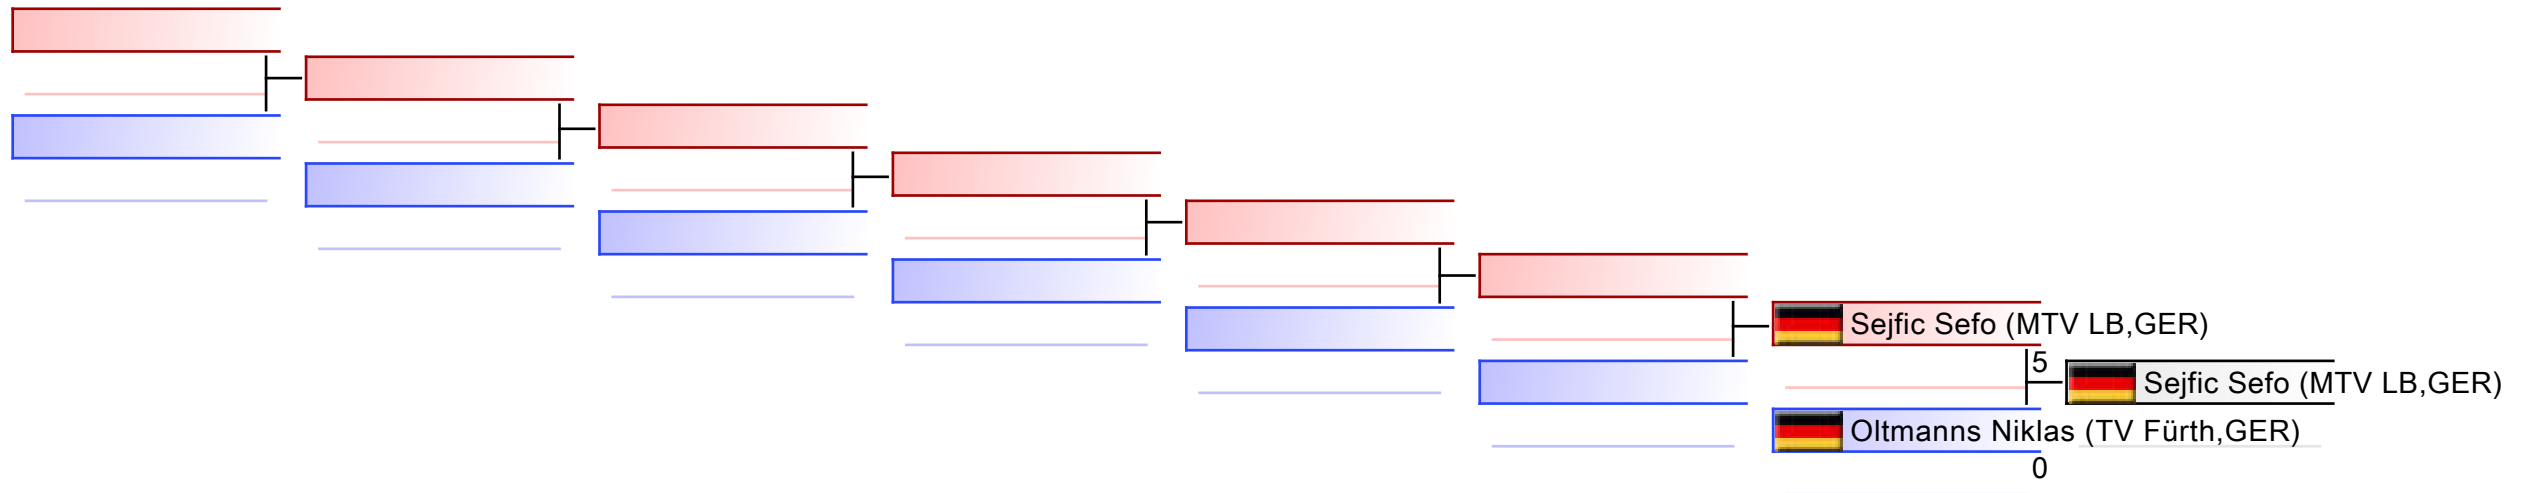 Sejfic Sefo (MTV LB,GER)
5
Sejfic Sefo (MTV LB,GER)
Oltmanns Niklas (TV Fürth,GER)
0